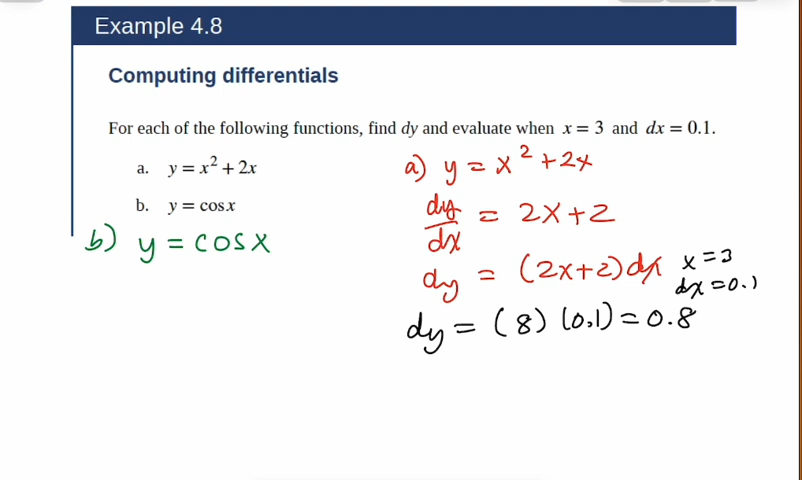 Example 4.8
Computing differentials
For each of the following functions, find dy and evaluate when x = 3 and dx = 0.1.
a. y = x² + 2x
b. y = cosx
a) y = x² + 2x
dy/dx = 2x+2
dy = (2x+2)dx x = 3
dx = 0.1
dy = (8) (0.1) = 0.8
b) y = cosx